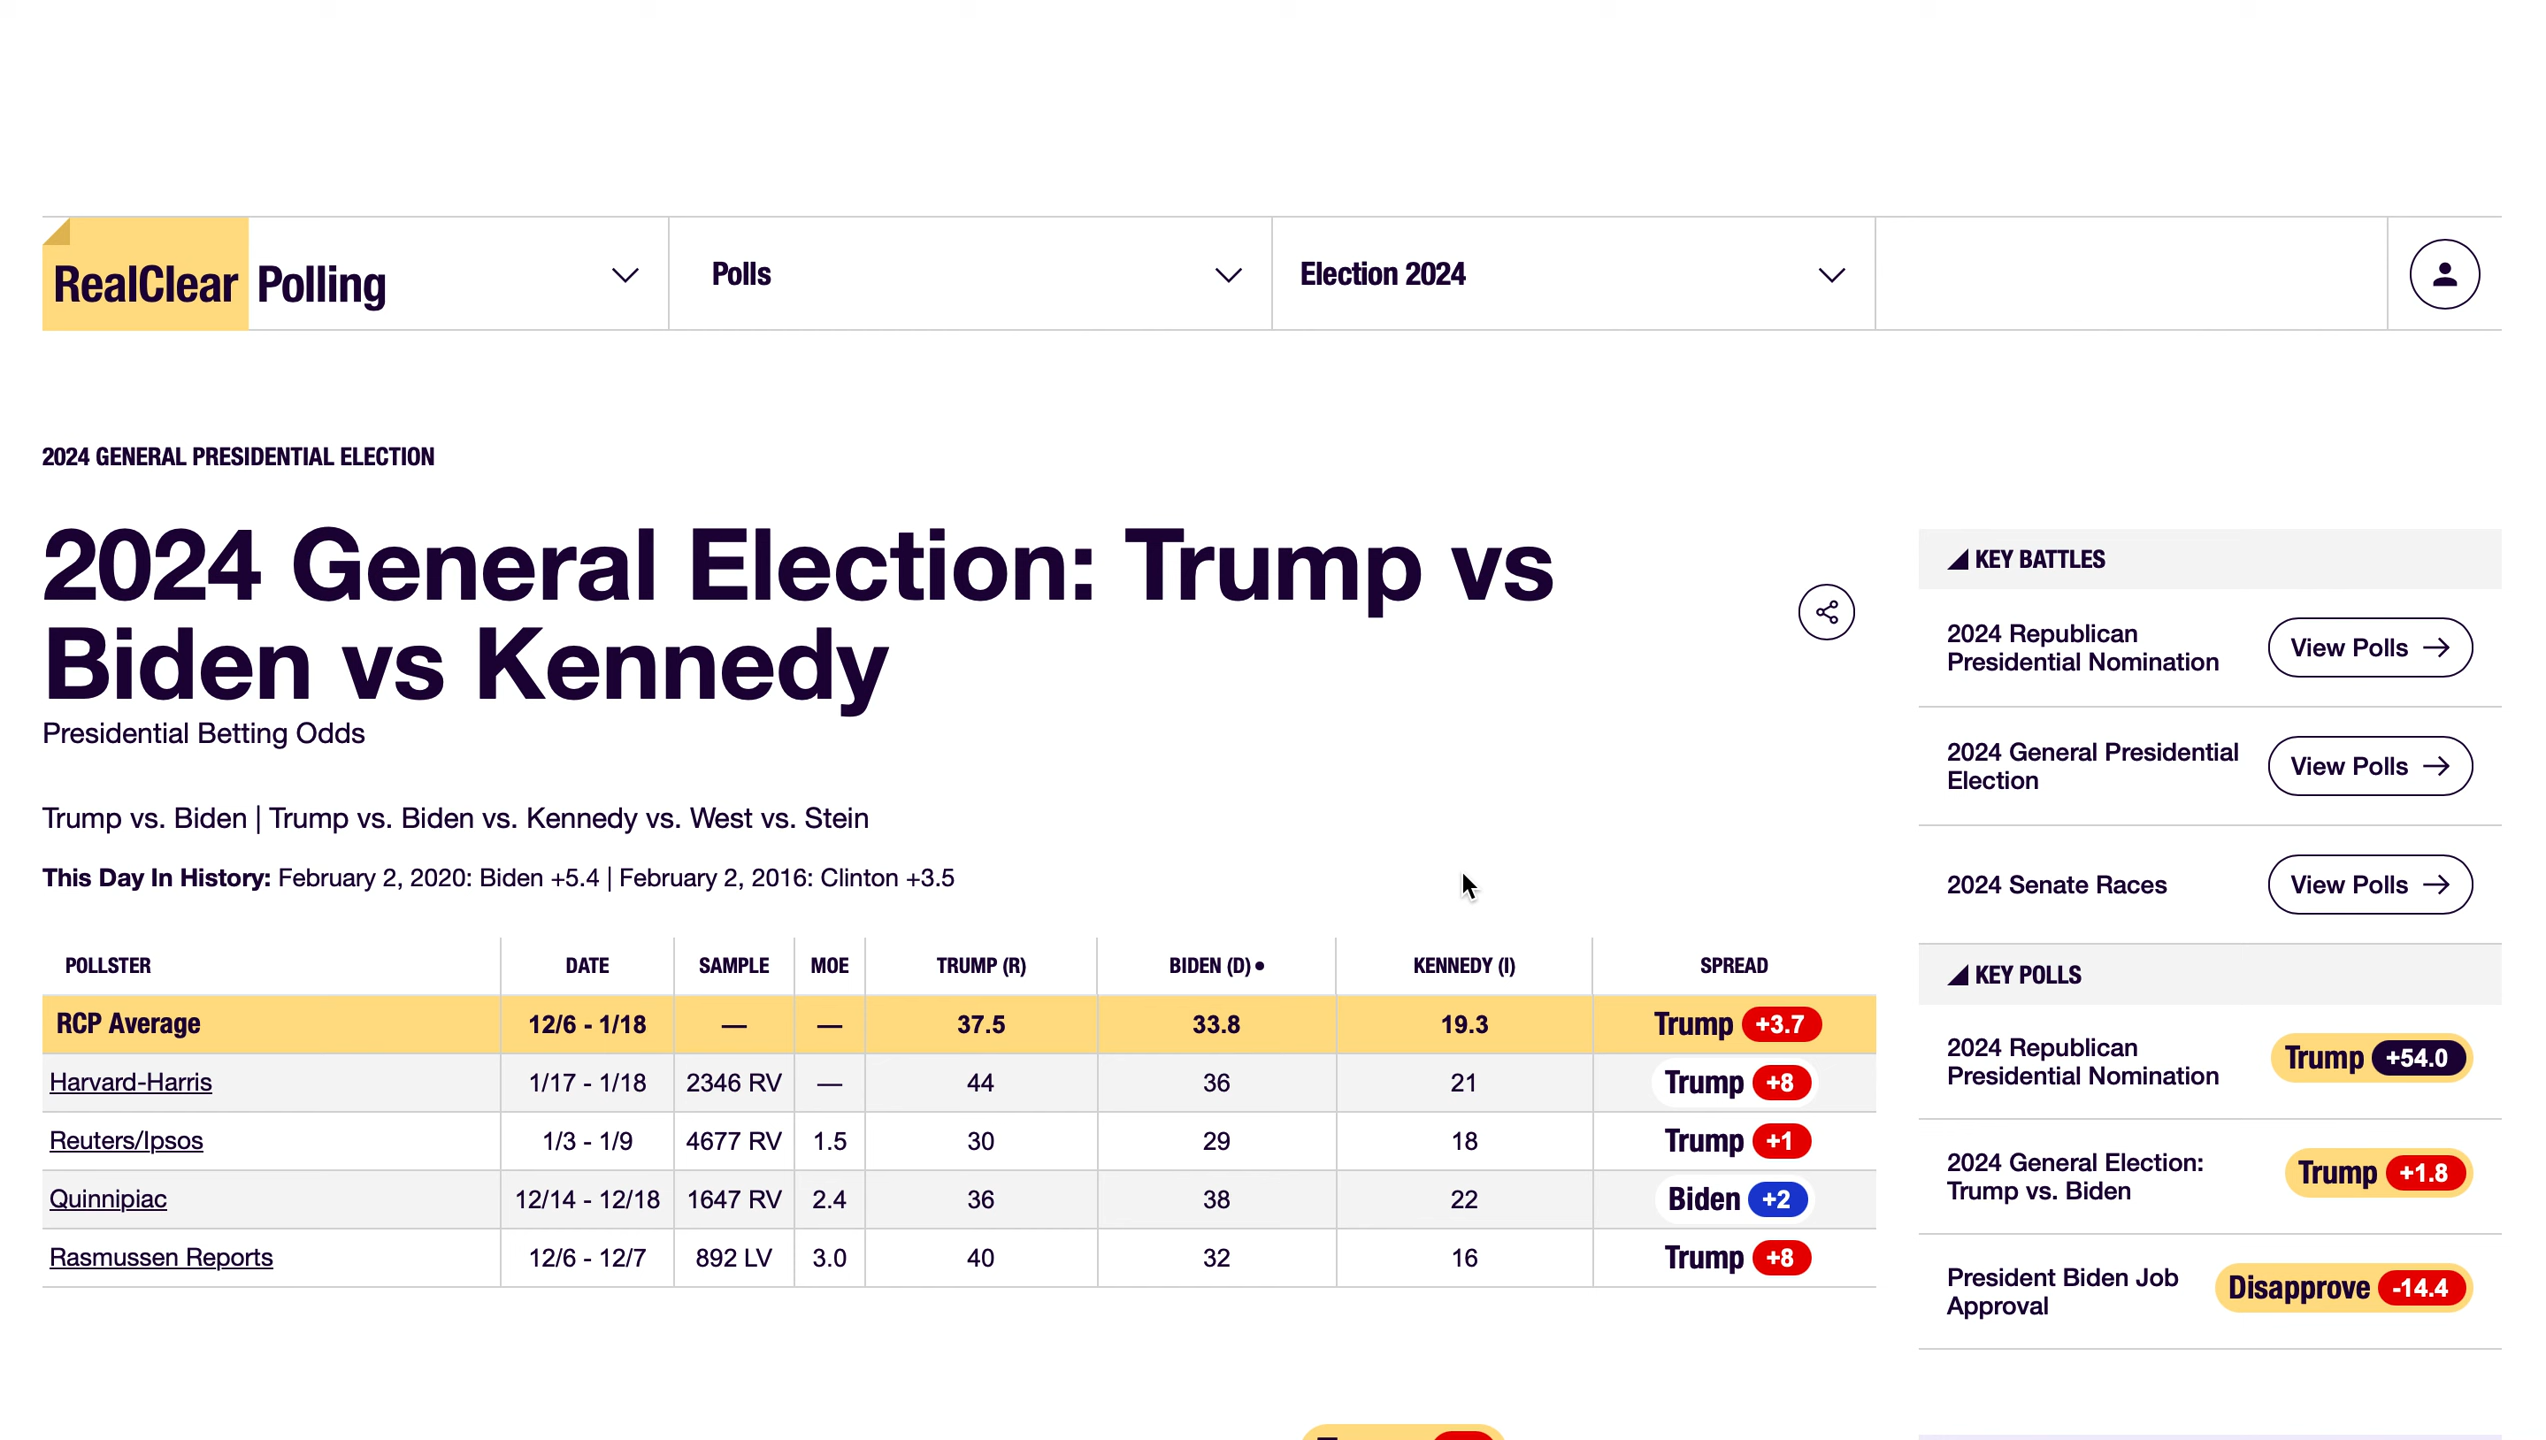 RealClear Polling
Polls
Election 2024
2024 GENERAL PRESIDENTIAL ELECTION
2024 General Election: Trump vs
Biden vs Kennedy
Presidential Betting Odds
Trump vs. Biden | Trump vs. Biden vs. Kennedy vs. West vs. Stein
This Day In History: February 2, 2020: Biden +5.4 | February 2, 2016: Clinton +3.5
POLLSTER DATE SAMPLE MOE TRUMP (R) BIDEN (D) • KENNEDY (I) SPREAD
RCP Average 12/6 - 1/18 — — 37.5 33.8 19.3 Trump +3.7
Harvard-Harris 1/17 - 1/18 2346 RV — 44 36 21 Trump +8
Reuters/Ipsos 1/3 - 1/9 4677 RV 1.5 30 29 18 Trump +1
Quinnipiac 12/14 - 12/18 1647 RV 2.4 36 38 22 Biden +2
Rasmussen Reports 12/6 - 12/7 892 LV 3.0 40 32 16 Trump +8
KEY BATTLES
2024 Republican
Presidential Nomination
View Polls →
2024 General Presidential
Election
View Polls →
2024 Senate Races
View Polls →
KEY POLLS
2024 Republican
Presidential Nomination
Trump +54.0
2024 General Election:
Trump vs. Biden
Trump +1.8
President Biden Job
Approval
Disapprove -14.4